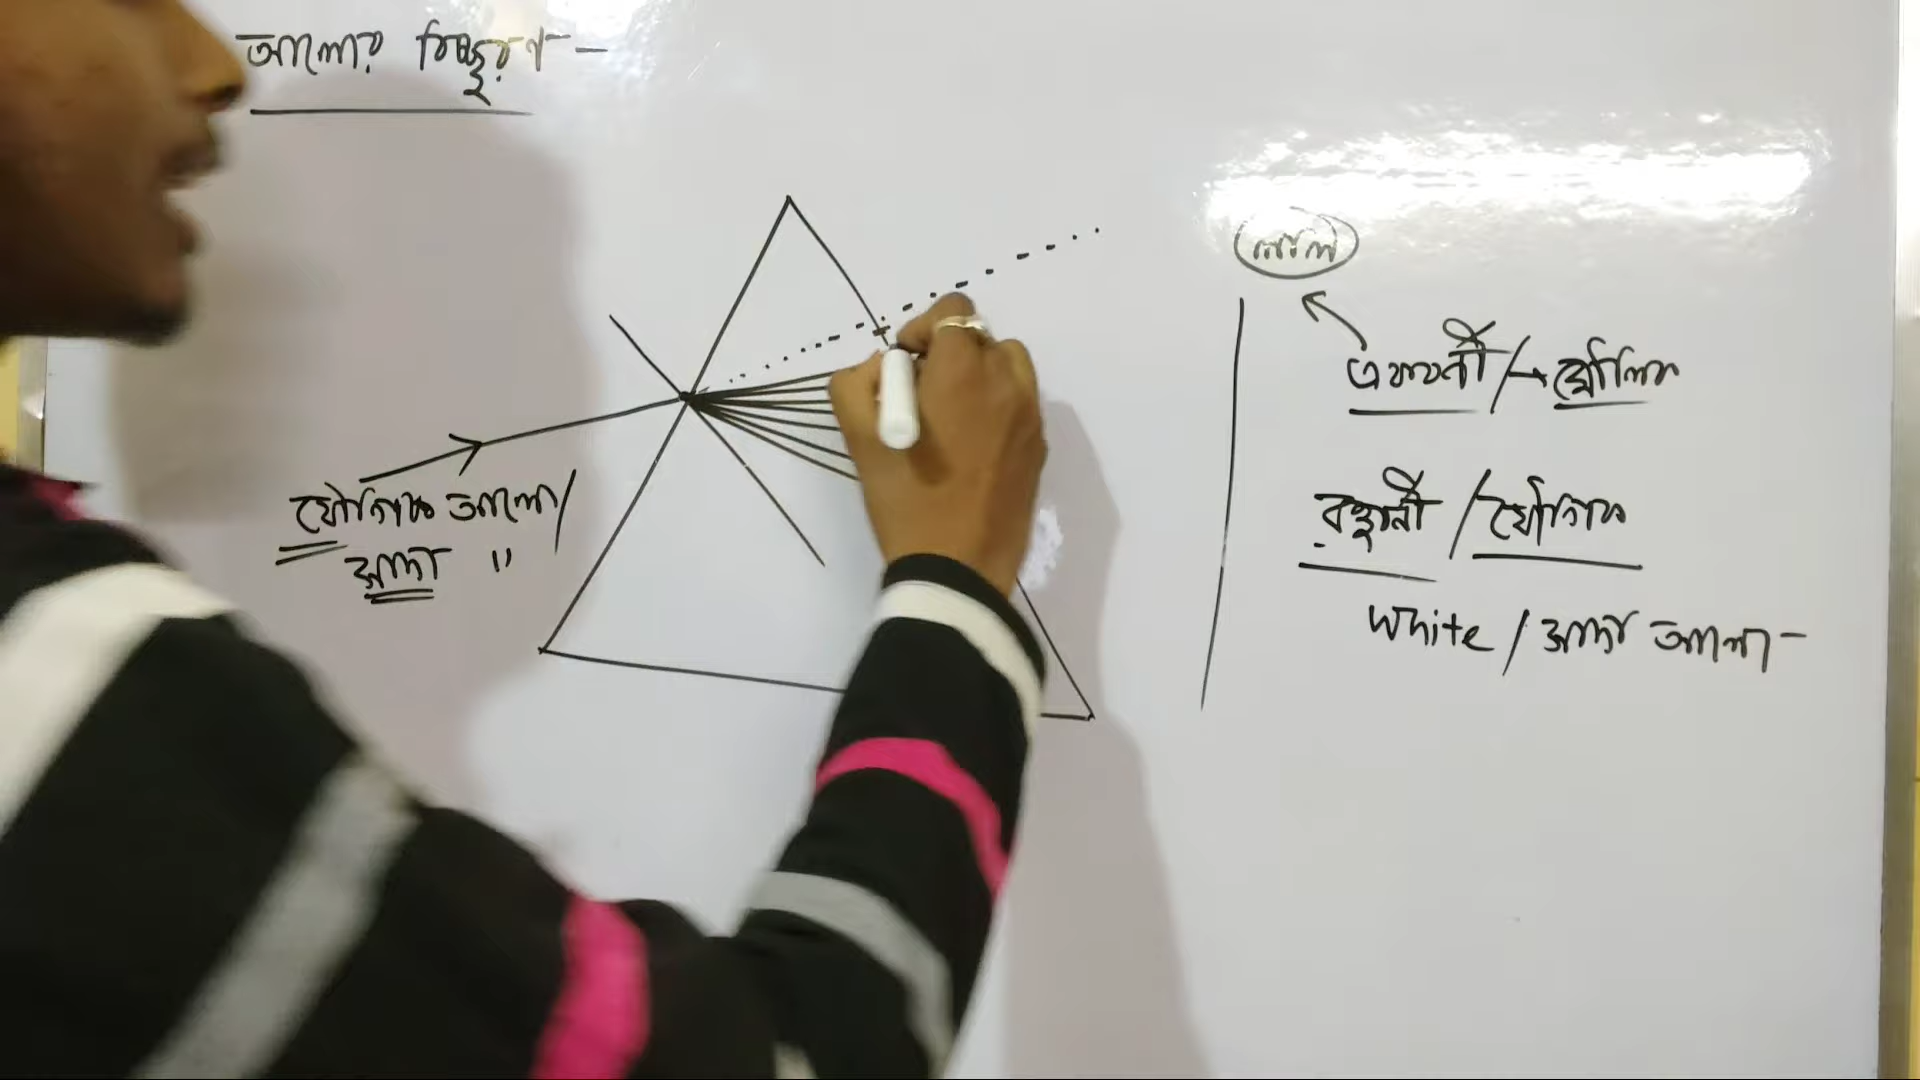 আলোর বিচ্ছুরণ -
যৌগিক আলো /
সাদা "
লাল
একবর্ণী / → মৌলিক
বহুবর্ণী / যৌগিক
White / সাদা আলো -